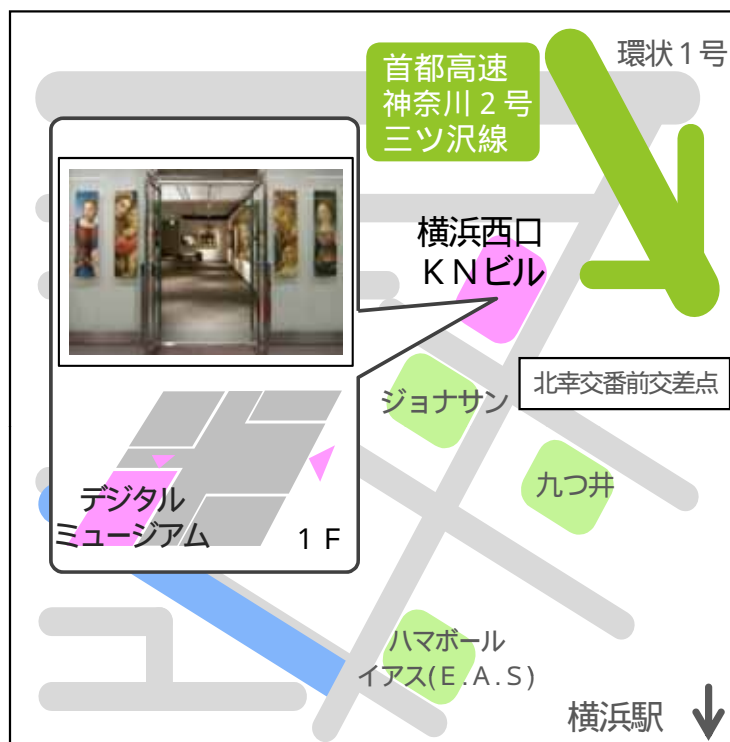 環状１号
首都高速
神奈川２号
三ツ沢線
横浜西口
ＫＮビル
北幸交番前交差点
ジョナサン
九つ井
デジタル
ミュージアム
１Ｆ
ハマボール
イアス(Ｅ.Ａ.Ｓ)
横浜駅